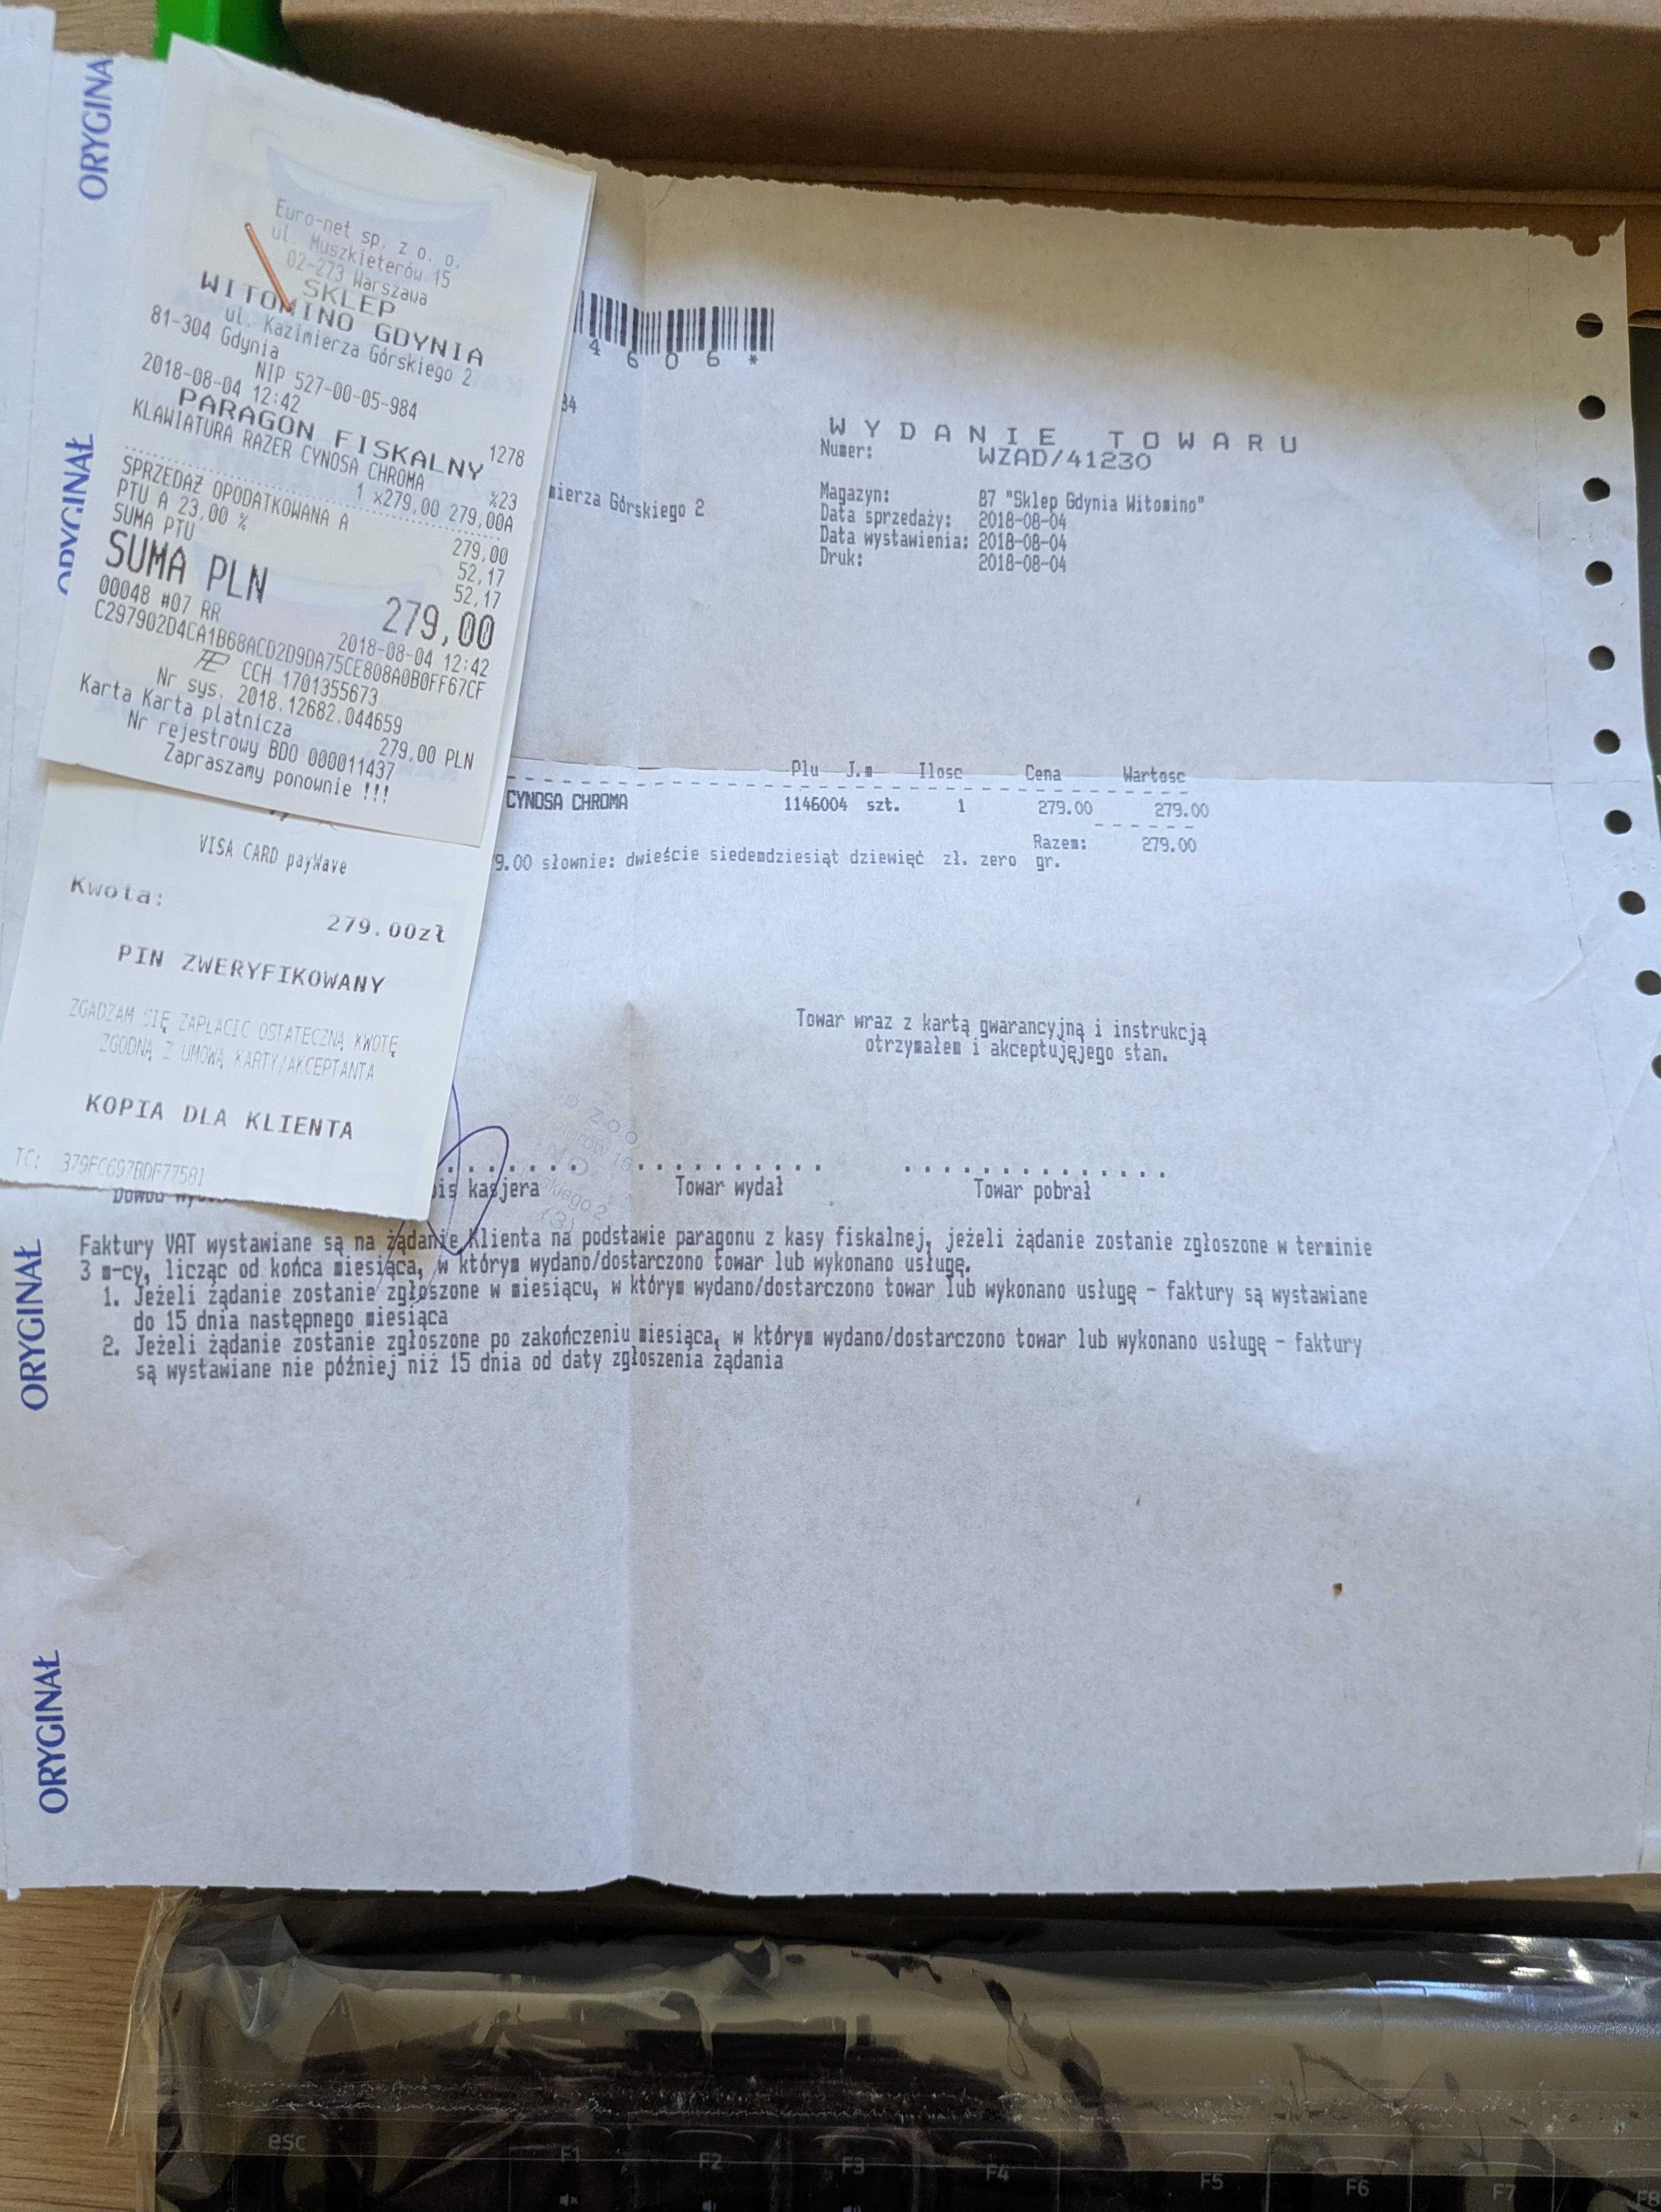 ORYGINA
ORYGINAŁ
Euro-net sp. z o. o.
ul. Muszkieterów 15
02-273 Warszawa
SKLEP
WITOMINO GDYNIA
ul. Kazimierza Górskiego 2
81-304 Gdynia
NIP 527-00-05-984
2018-08-04 12:42 1278
PARAGON FISKALNY
KLAWIATURA RAZER CYNOSA CHROMA %23
1 x279,00 279,00A
SPRZEDAŻ OPODATKOWANA A 279,00
PTU A 23,00 % 52,17
SUMA PTU 52,17
SUMA PLN 279,00
00048 #07 RR 2018-08-04 12:42
C297902D4CA1B68ACD2D9DA75CE808A0B0FF67CF
CCH 1701355673
Nr sys. 2018.12682.044659
Karta Karta płatnicza 279,00 PLN
Nr rejestrowy BDO 000011437
Zapraszamy ponownie !!!
VISA CARD payWave
Kwota:
279.00zł
PIN ZWERYFIKOWANY
ZGADZAM SIĘ ZAPŁACIC OSTATECZNĄ KWOTĘ
ZGODNĄ Z UMOWĄ KARTY/AKCEPTANTA
KOPIA DLA KLIENTA
TC: 379FC697BDF77581
4606*
84
mierza Górskiego 2
WYDANIE TOWARU
Numer: WZAD/41230
Magazyn: 87 "Sklep Gdynia Witomino"
Data sprzedaży: 2018-08-04
Data wystawienia: 2018-08-04
Druk: 2018-08-04
Plu J.m Ilosc Cena Wartosc
CYNOSA CHROMA 1146004 szt. 1 279.00 279.00
Razem: 279.00
9.00 słownie: dwieście siedemdziesiąt dziewięć zł. zero gr.
Towar wraz z kartą gwarancyjną i instrukcją
otrzymałem i akceptujęjego stan.
z o.o
is kasjera Towar wydał Towar pobrał
Faktury VAT wystawiane są na żądanie Klienta na podstawie paragonu z kasy fiskalnej, jeżeli żądanie zostanie zgłoszone w terminie
3 m-cy, licząc od końca miesiąca, w którym wydano/dostarczono towar lub wykonano usługę.
1. Jeżeli żądanie zostanie zgłoszone w miesiącu, w którym wydano/dostarczono towar lub wykonano usługę - faktury są wystawiane
do 15 dnia następnego miesiąca
2. Jeżeli żądanie zostanie zgłoszone po zakończeniu miesiąca, w którym wydano/dostarczono towar lub wykonano usługę - faktury
są wystawiane nie później niż 15 dnia od daty zgłoszenia żądania
ORYGINAŁ
ORYGINAŁ
esc F1 F2 F3 F4 F5 F6 F7 F8